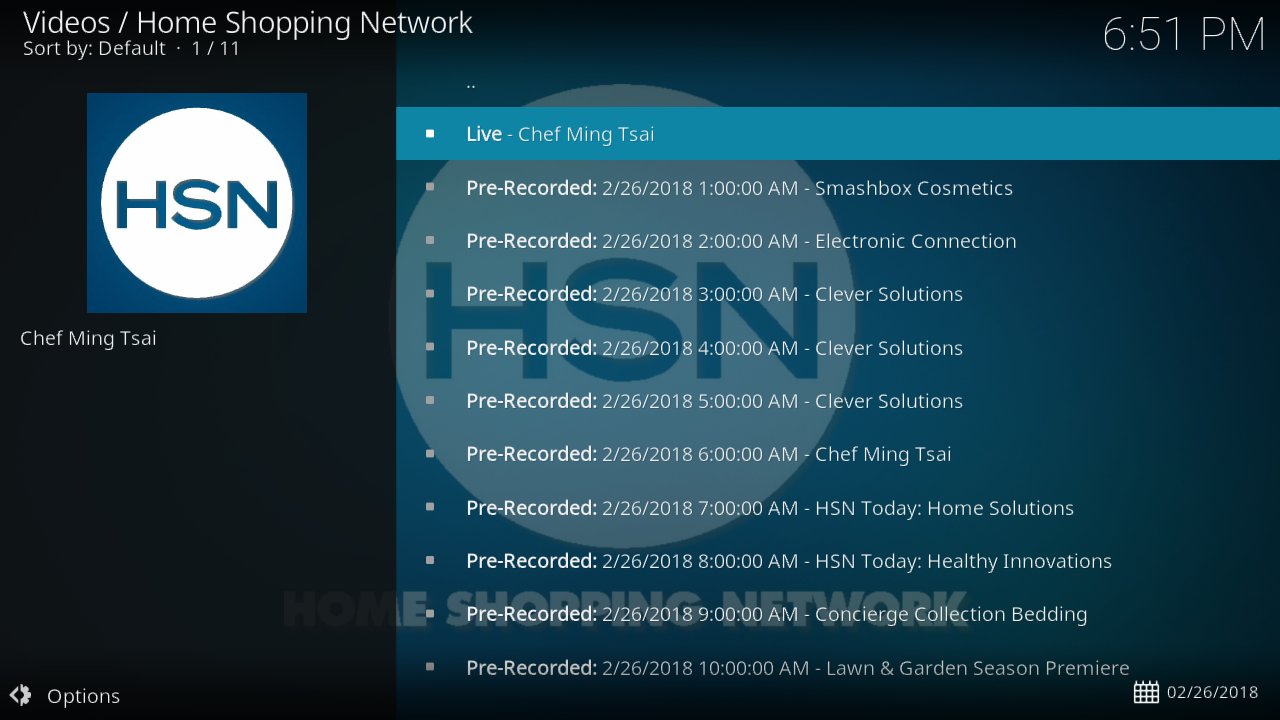 Videos / Home Shopping Network
Sort by: Default · 1 / 11
6:51 PM
HSN
Chef Ming Tsai
..
Live - Chef Ming Tsai
Pre-Recorded: 2/26/2018 1:00:00 AM - Smashbox Cosmetics
Pre-Recorded: 2/26/2018 2:00:00 AM - Electronic Connection
Pre-Recorded: 2/26/2018 3:00:00 AM - Clever Solutions
Pre-Recorded: 2/26/2018 4:00:00 AM - Clever Solutions
Pre-Recorded: 2/26/2018 5:00:00 AM - Clever Solutions
Pre-Recorded: 2/26/2018 6:00:00 AM - Chef Ming Tsai
Pre-Recorded: 2/26/2018 7:00:00 AM - HSN Today: Home Solutions
Pre-Recorded: 2/26/2018 8:00:00 AM - HSN Today: Healthy Innovations
Pre-Recorded: 2/26/2018 9:00:00 AM - Concierge Collection Bedding
Pre-Recorded: 2/26/2018 10:00:00 AM - Lawn & Garden Season Premiere
HSN
HOME SHOPPING NETWORK
Options
02/26/2018